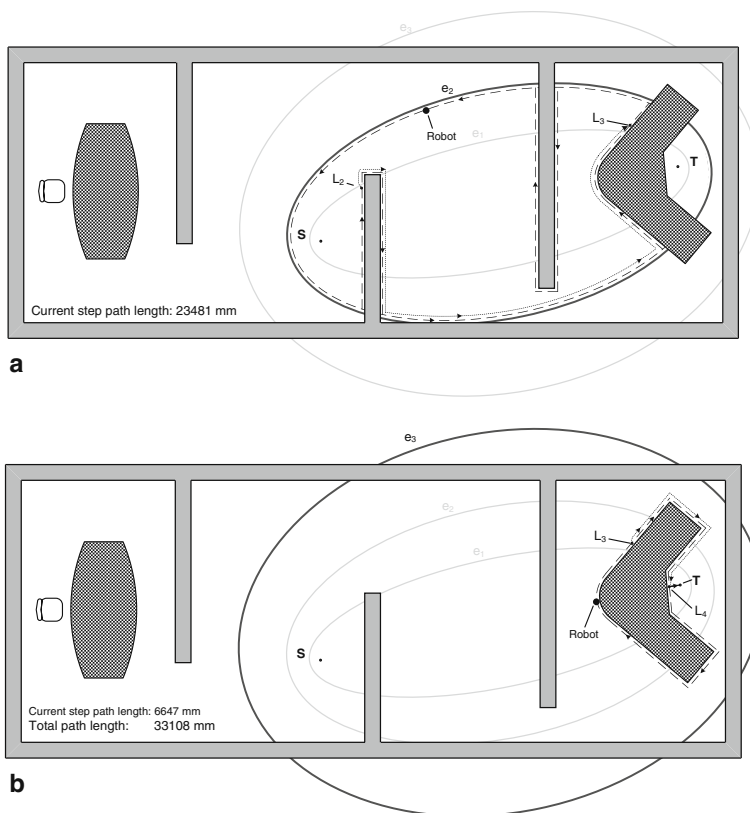 e₃
e₂
Robot
e₁
L₃
T
L₂
S
Current step path length: 23481 mm
a
e₃
e₂
e₁
L₃
T
L₄
Robot
S
Current step path length: 6647 mm
Total path length: 33108 mm
b